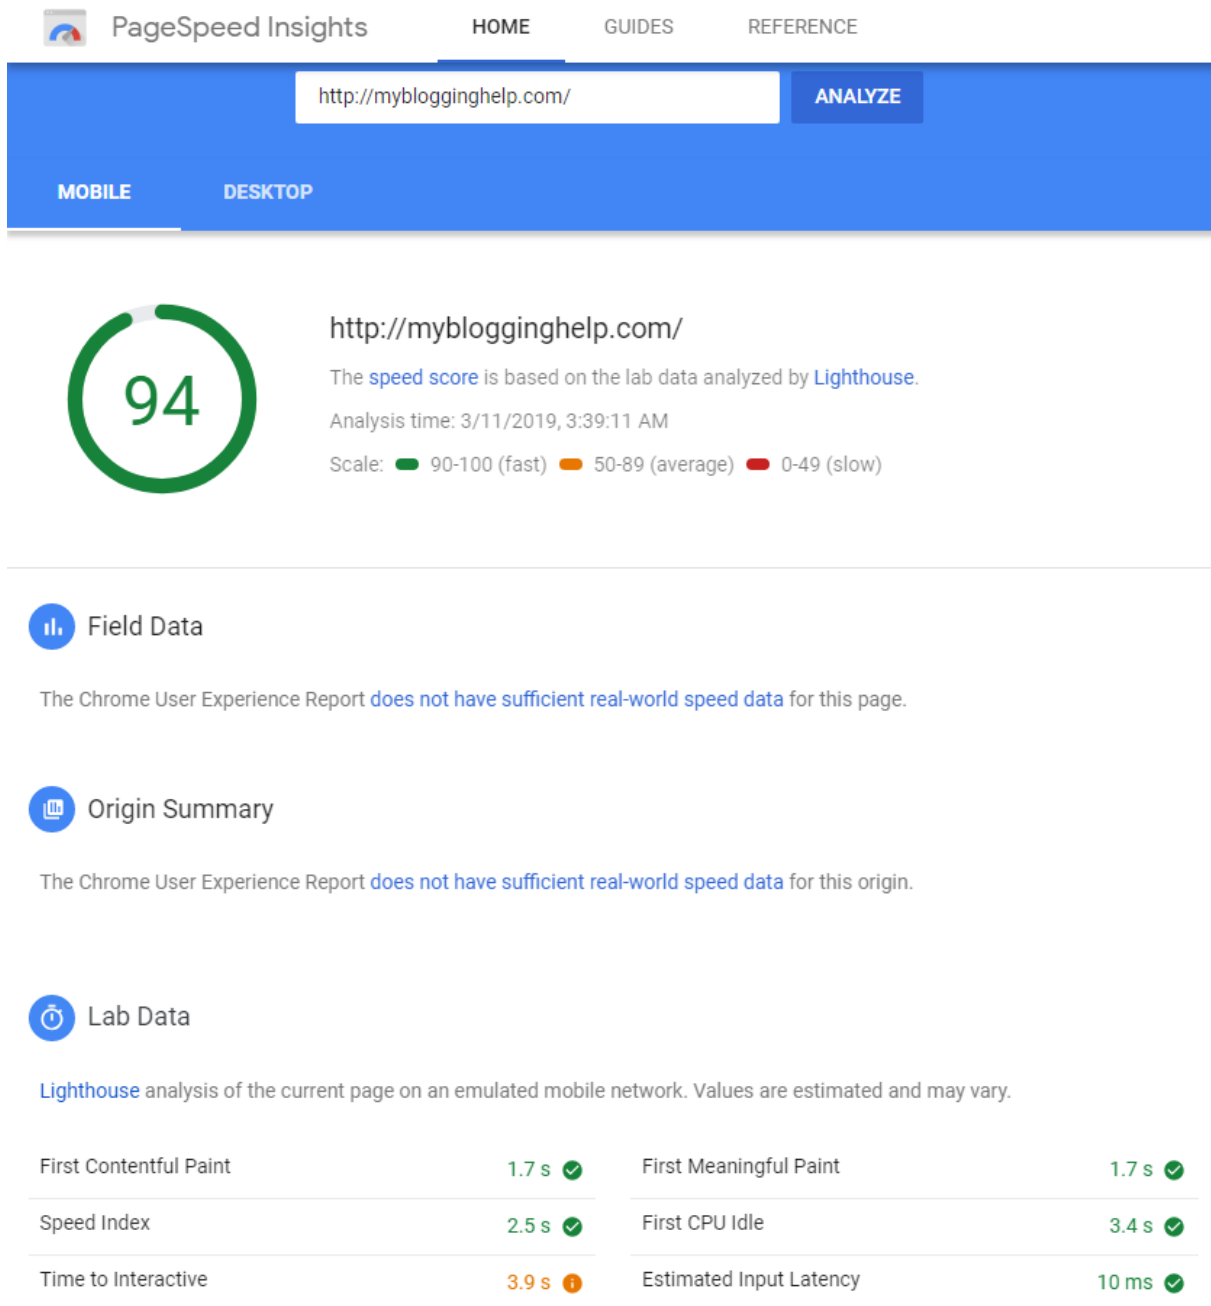 PageSpeed Insights HOME GUIDES REFERENCE
http://myblogginghelp.com/ ANALYZE
MOBILE DESKTOP
94
http://myblogginghelp.com/
The speed score is based on the lab data analyzed by Lighthouse.
Analysis time: 3/11/2019, 3:39:11 AM
Scale: 90-100 (fast) 50-89 (average) 0-49 (slow)
Field Data
The Chrome User Experience Report does not have sufficient real-world speed data for this page.
Origin Summary
The Chrome User Experience Report does not have sufficient real-world speed data for this origin.
Lab Data
Lighthouse analysis of the current page on an emulated mobile network. Values are estimated and may vary.
First Contentful Paint 1.7 s First Meaningful Paint 1.7 s
Speed Index 2.5 s First CPU Idle 3.4 s
Time to Interactive 3.9 s Estimated Input Latency 10 ms